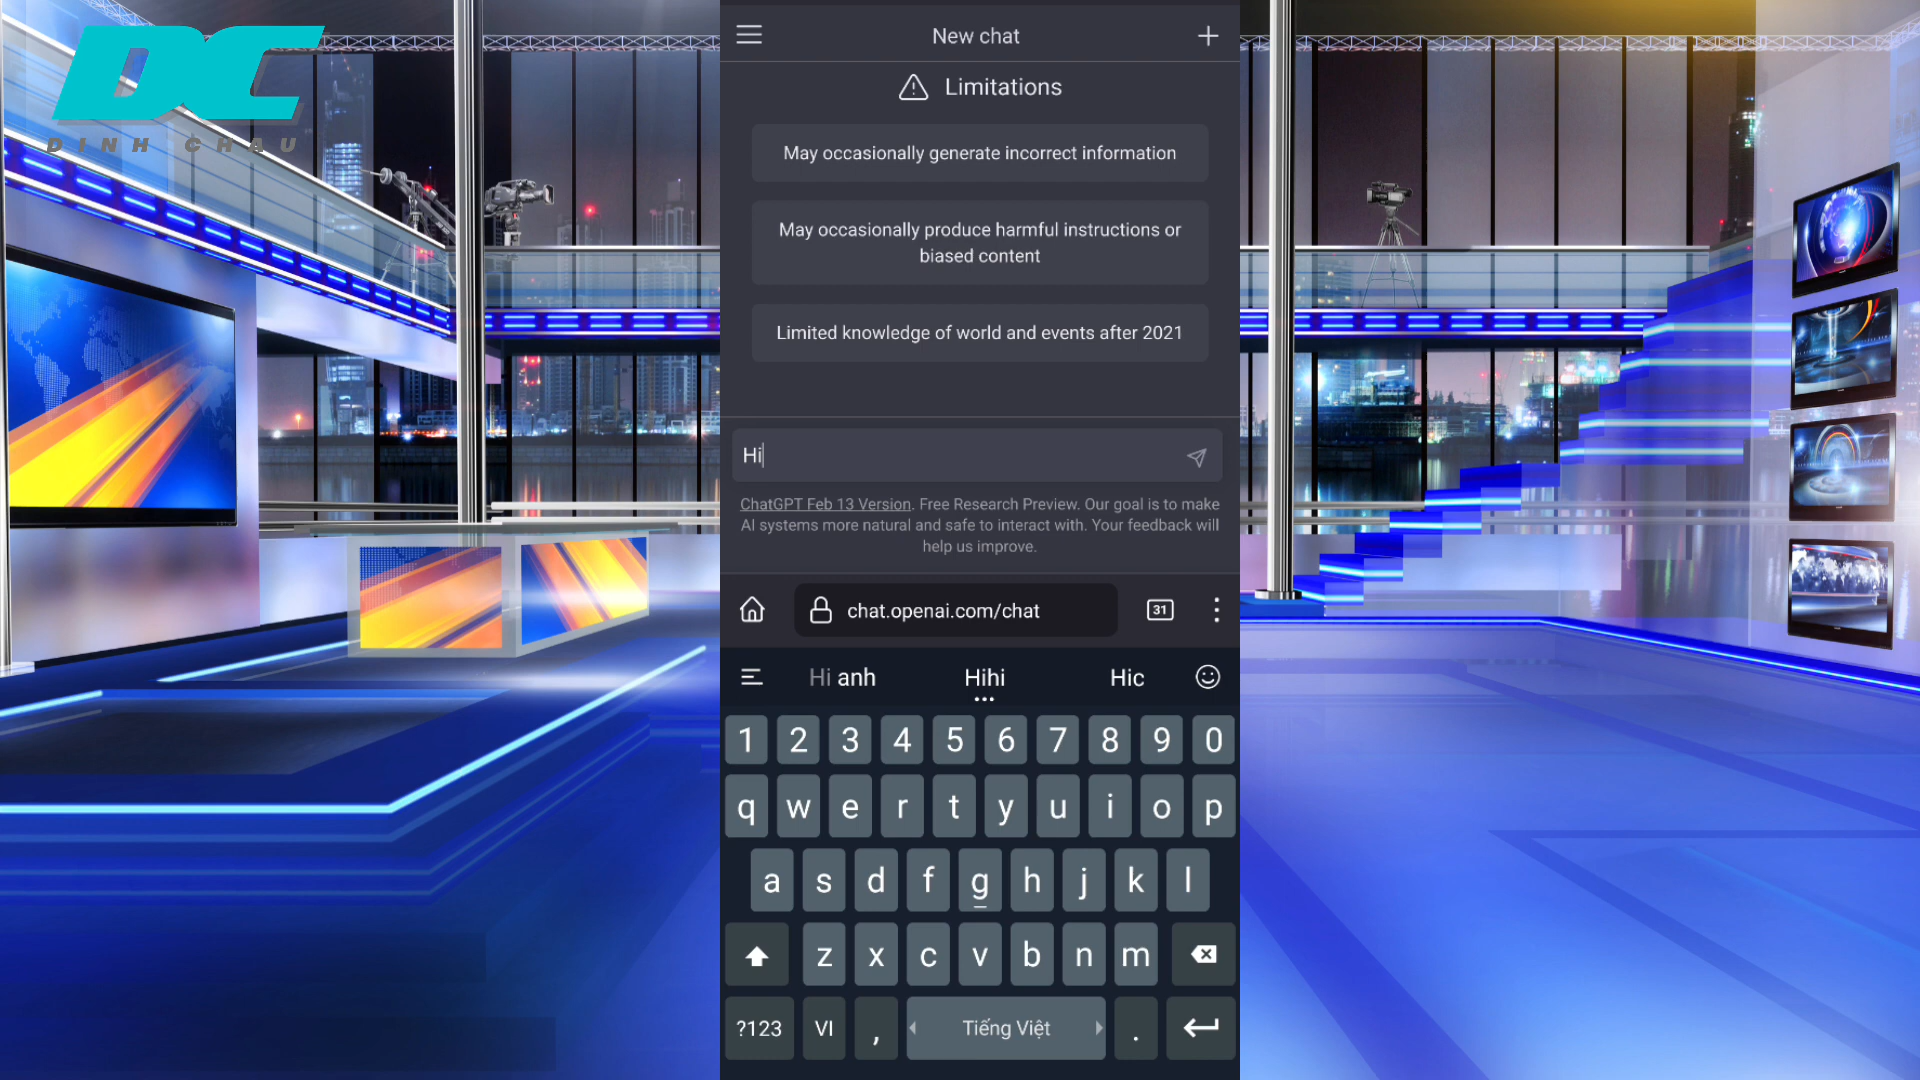 DC
DINH CHAU
New chat
Limitations
May occasionally generate incorrect information
May occasionally produce harmful instructions or
biased content
Limited knowledge of world and events after 2021
Hi
ChatGPT Feb 13 Version. Free Research Preview. Our goal is to make
AI systems more natural and safe to interact with. Your feedback will
help us improve.
chat.openai.com/chat
31
Hi anh Hihi Hic
1 2 3 4 5 6 7 8 9 0
q w e r t y u i o p
a s d f g h j k l
z x c v b n m
?123 VI , Tiếng Việt .